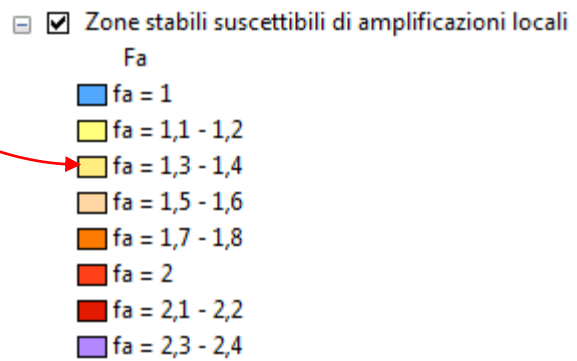 Zone stabili suscettibili di amplificazioni locali
Fa
fa = 1
fa = 1,1 - 1,2
fa = 1,3 - 1,4
fa = 1,5 - 1,6
fa = 1,7 - 1,8
fa = 2
fa = 2,1 - 2,2
fa = 2,3 - 2,4